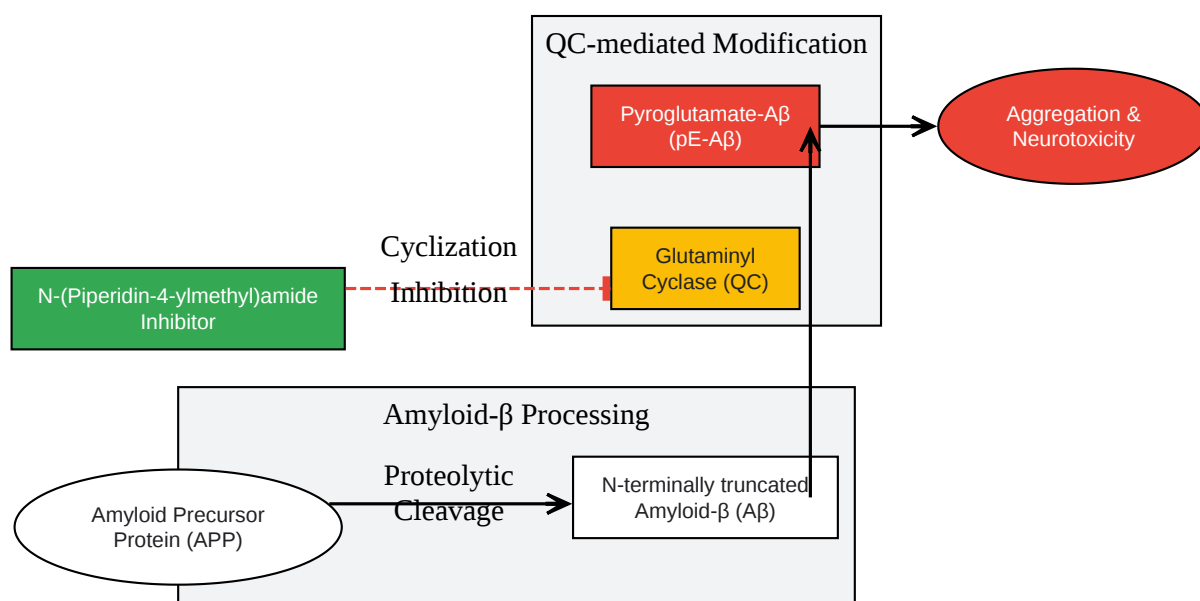 QC-mediated Modification
Pyroglutamate-Aβ
(pE-Aβ)
Aggregation &
Neurotoxicity
Cyclization
Inhibition
Glutaminyl
Cyclase (QC)
N-(Piperidin-4-ylmethyl)amide
Inhibitor
Amyloid-β Processing
Proteolytic
Cleavage
N-terminally truncated
Amyloid-β (Aβ)
Amyloid Precursor
Protein (APP)